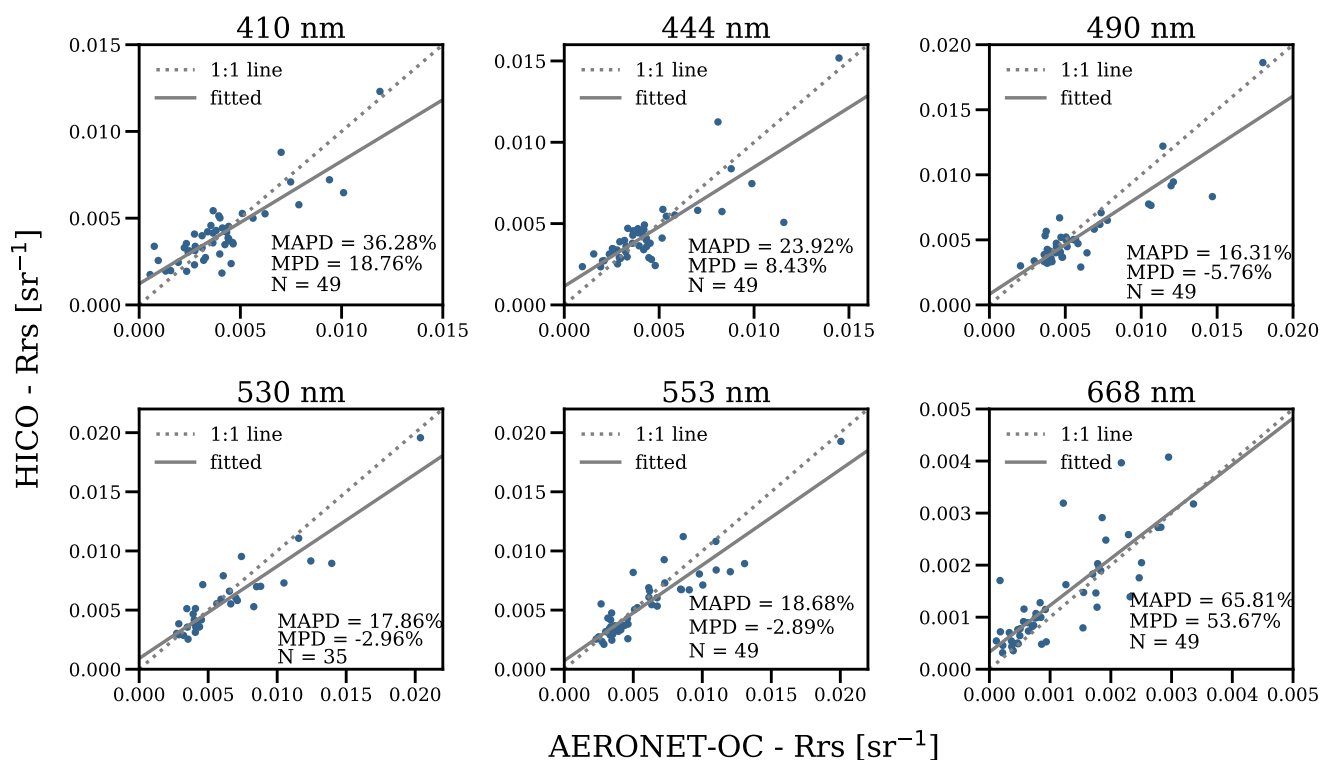 410 nm
0.015
0.010
0.005
0.000
0.000 0.005 0.010 0.015
1:1 line
fitted
MAPD = 36.28%
MPD = 18.76%
N = 49
444 nm
0.015
0.010
0.005
0.000
0.000 0.005 0.010 0.015
1:1 line
fitted
MAPD = 23.92%
MPD = 8.43%
N = 49
490 nm
0.020
0.015
0.010
0.005
0.000
0.000 0.005 0.010 0.015 0.020
1:1 line
fitted
MAPD = 16.31%
MPD = -5.76%
N = 49
HICO - Rrs [sr⁻¹]
530 nm
0.020
0.015
0.010
0.005
0.000
0.000 0.005 0.010 0.015 0.020
1:1 line
fitted
MAPD = 17.86%
MPD = -2.96%
N = 35
553 nm
0.020
0.015
0.010
0.005
0.000
0.000 0.005 0.010 0.015 0.020
1:1 line
fitted
MAPD = 18.68%
MPD = -2.89%
N = 49
668 nm
0.005
0.004
0.003
0.002
0.001
0.000
0.000 0.001 0.002 0.003 0.004 0.005
1:1 line
fitted
MAPD = 65.81%
MPD = 53.67%
N = 49
AERONET-OC - Rrs [sr⁻¹]